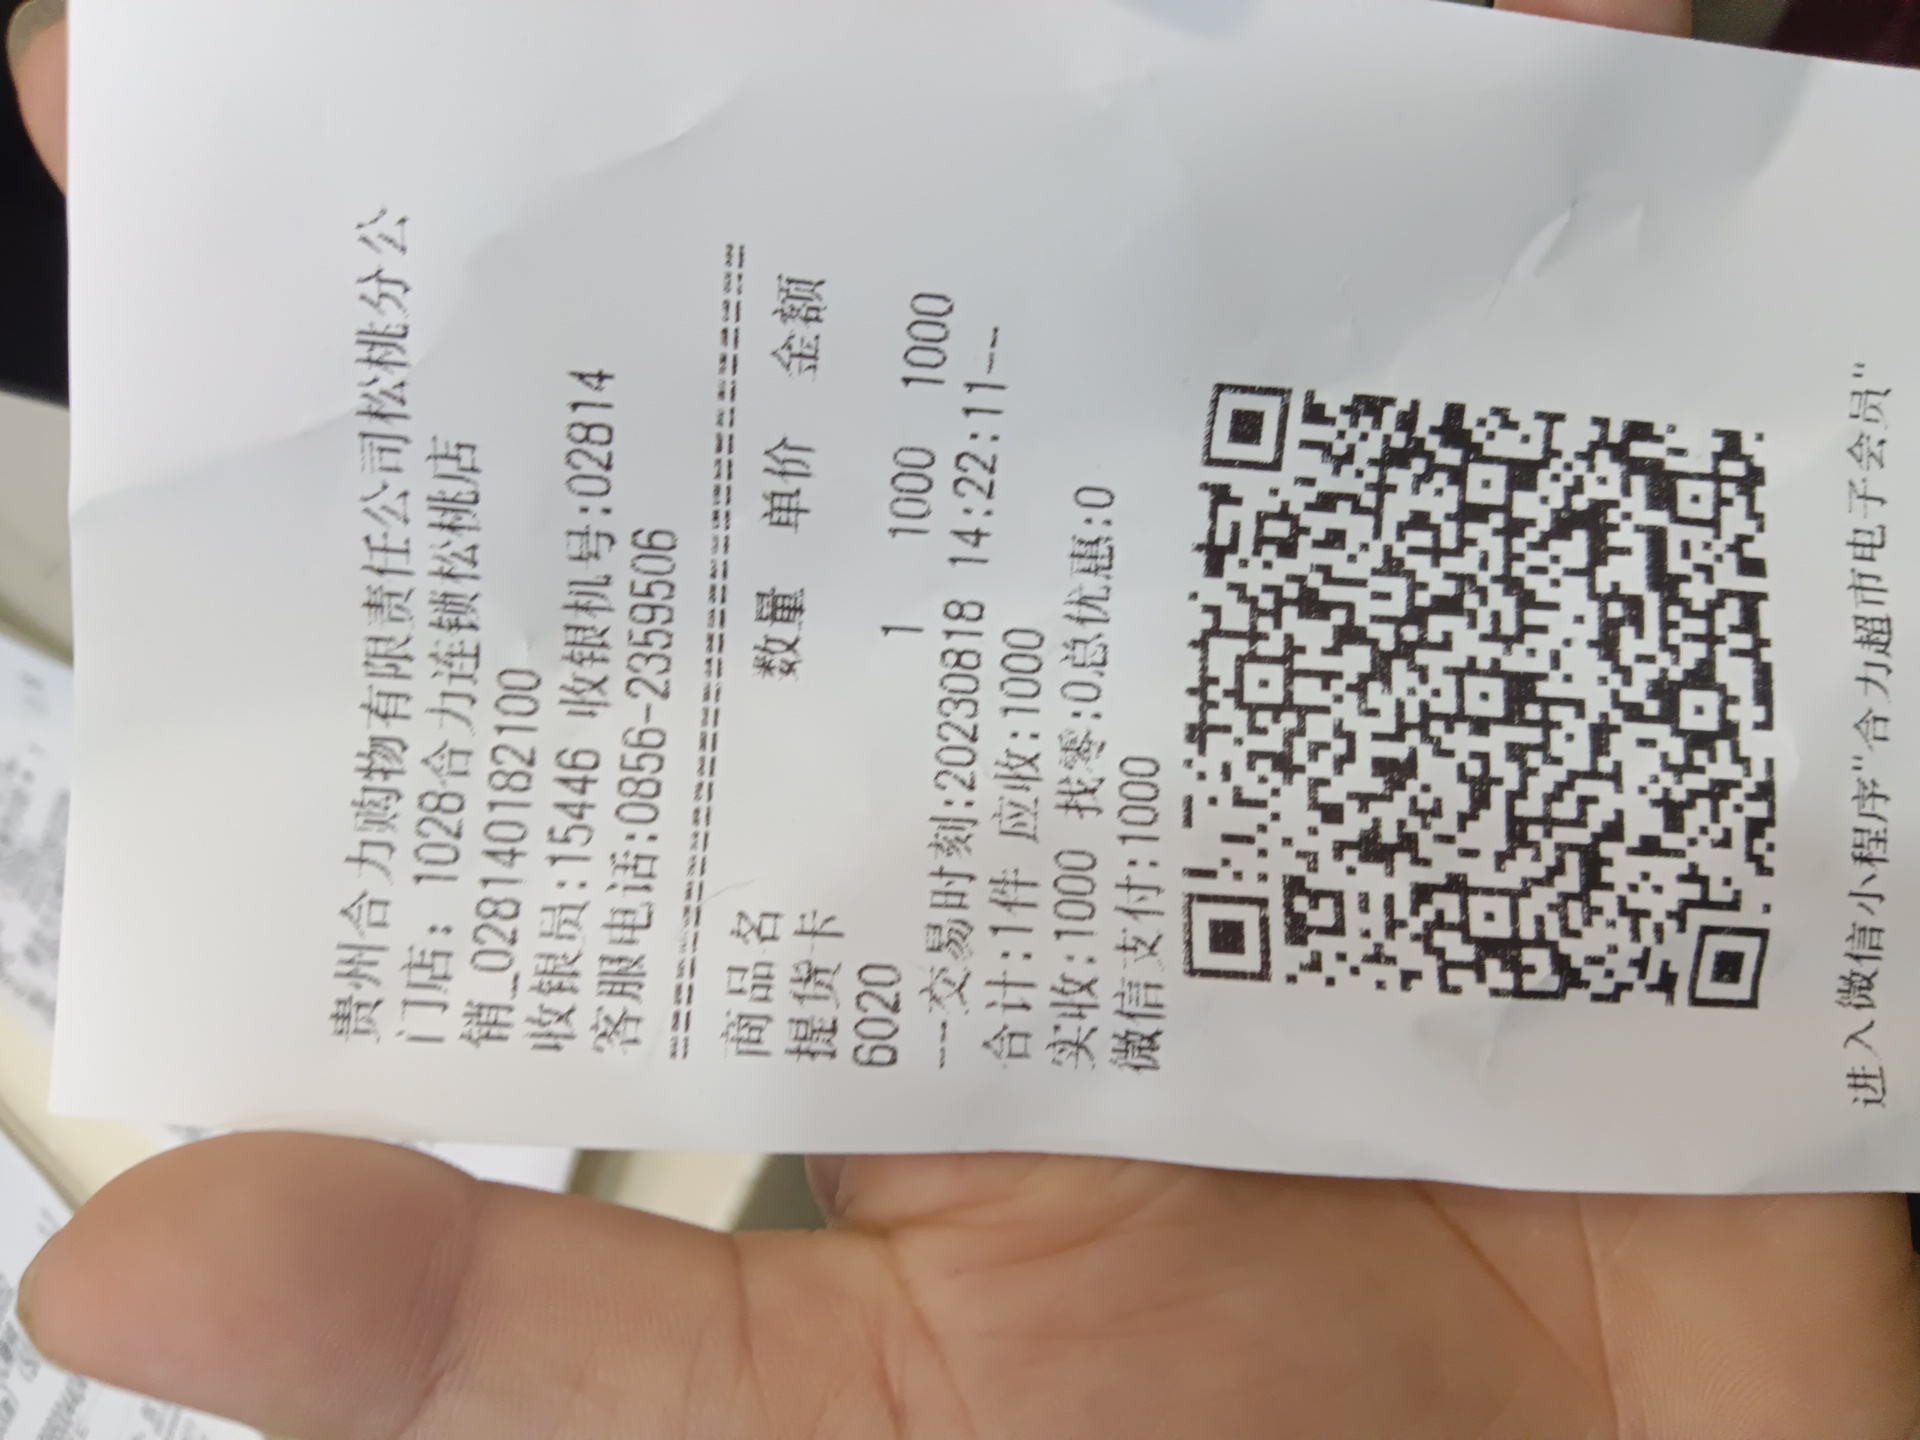 贵州合力购物有限责任公司松桃分公
门店: 1028合力连锁松桃店
销_028140182100
收银员:15446 收银机号:022814
客服电话:0856-2359506
商品名 数量 单价 金额
提货卡
6020 1 1000 1000
---交易时刻:20230818 14:22:11--
合计:1件 应收:1000
实收:1000 找零:0总优惠:0
微信支付:1000
进入微信小程序"合力超市电子会员"